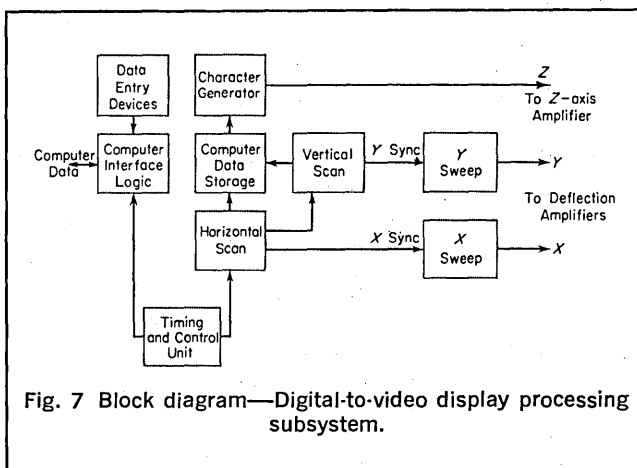 Data
Entry
Devices
Character
Generator
Z
To Z-axis
Amplifier
Computer
Data
Computer
Interface
Logic
Computer
Data
Storage
Vertical
Scan
Y Sync
Y
Sweep
Y
To Deflection
Amplifiers
Horizontal
Scan
X Sync
X
Sweep
X
Timing
and Control
Unit
Fig. 7 Block diagram—Digital-to-video display processing
subsystem.